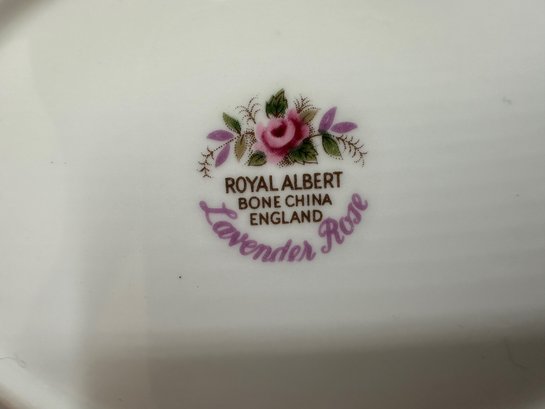 ROYAL ALBERT
BONE CHINA
ENGLAND
Lavender Rose